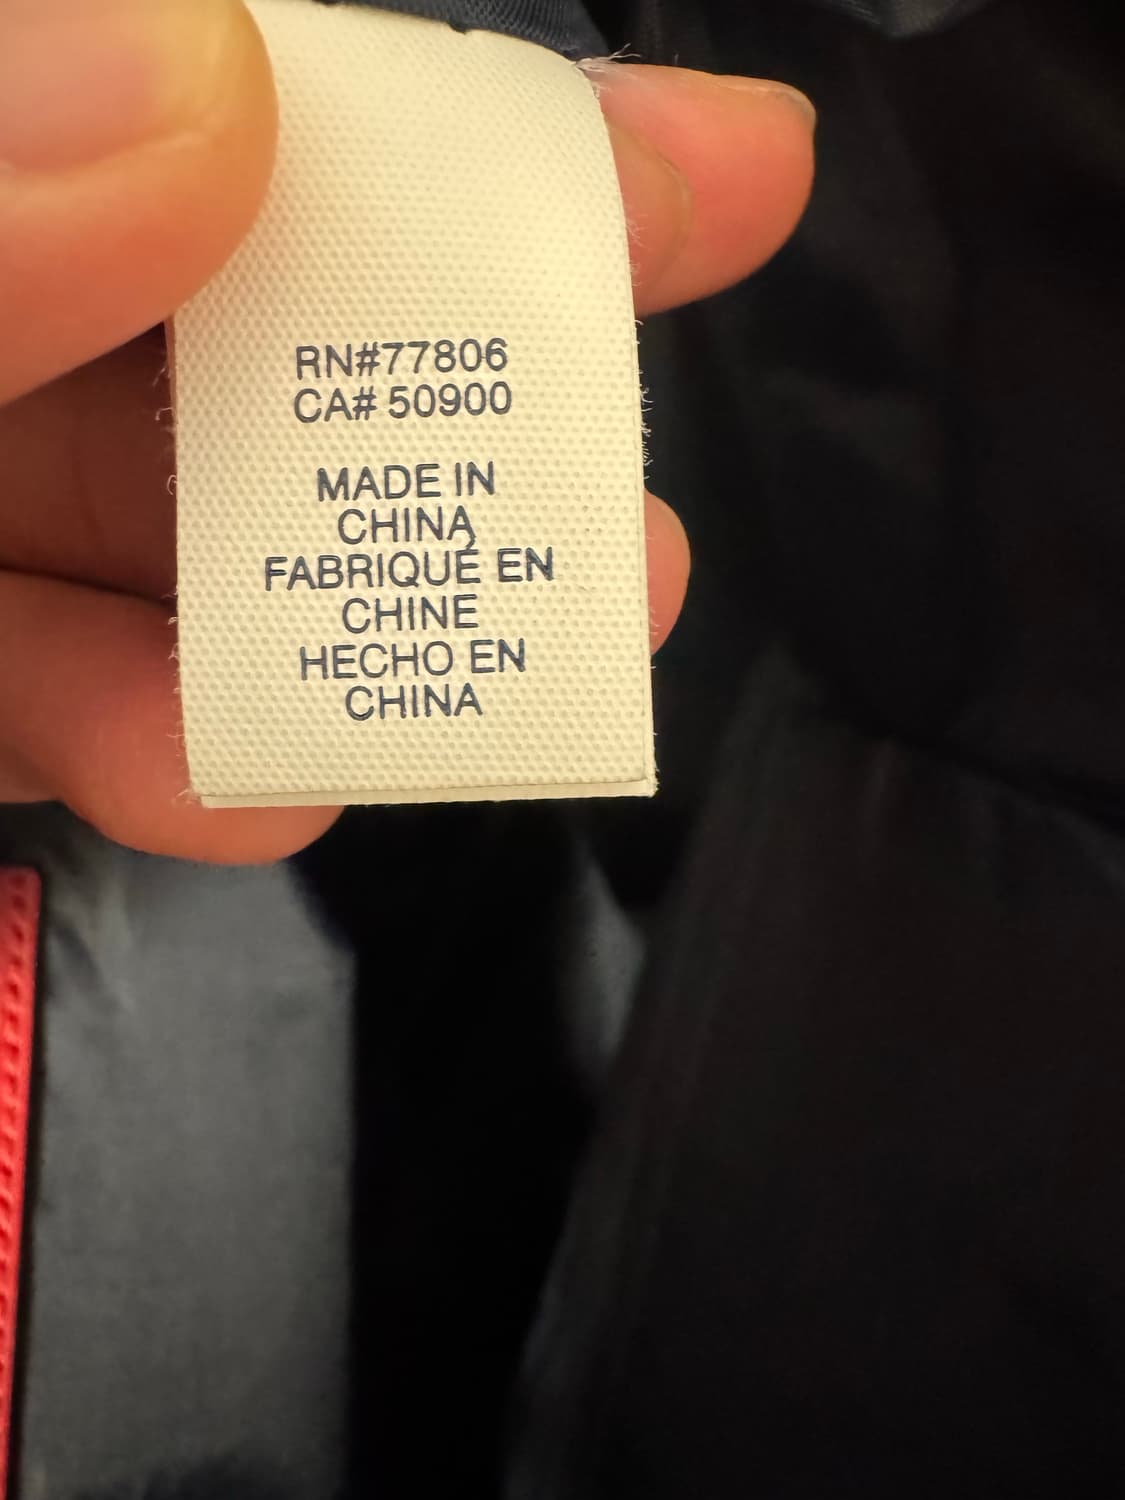 RN#77806
CA# 50900
MADE IN
CHINA
FABRIQUÉ EN
CHINE
HECHO EN
CHINA